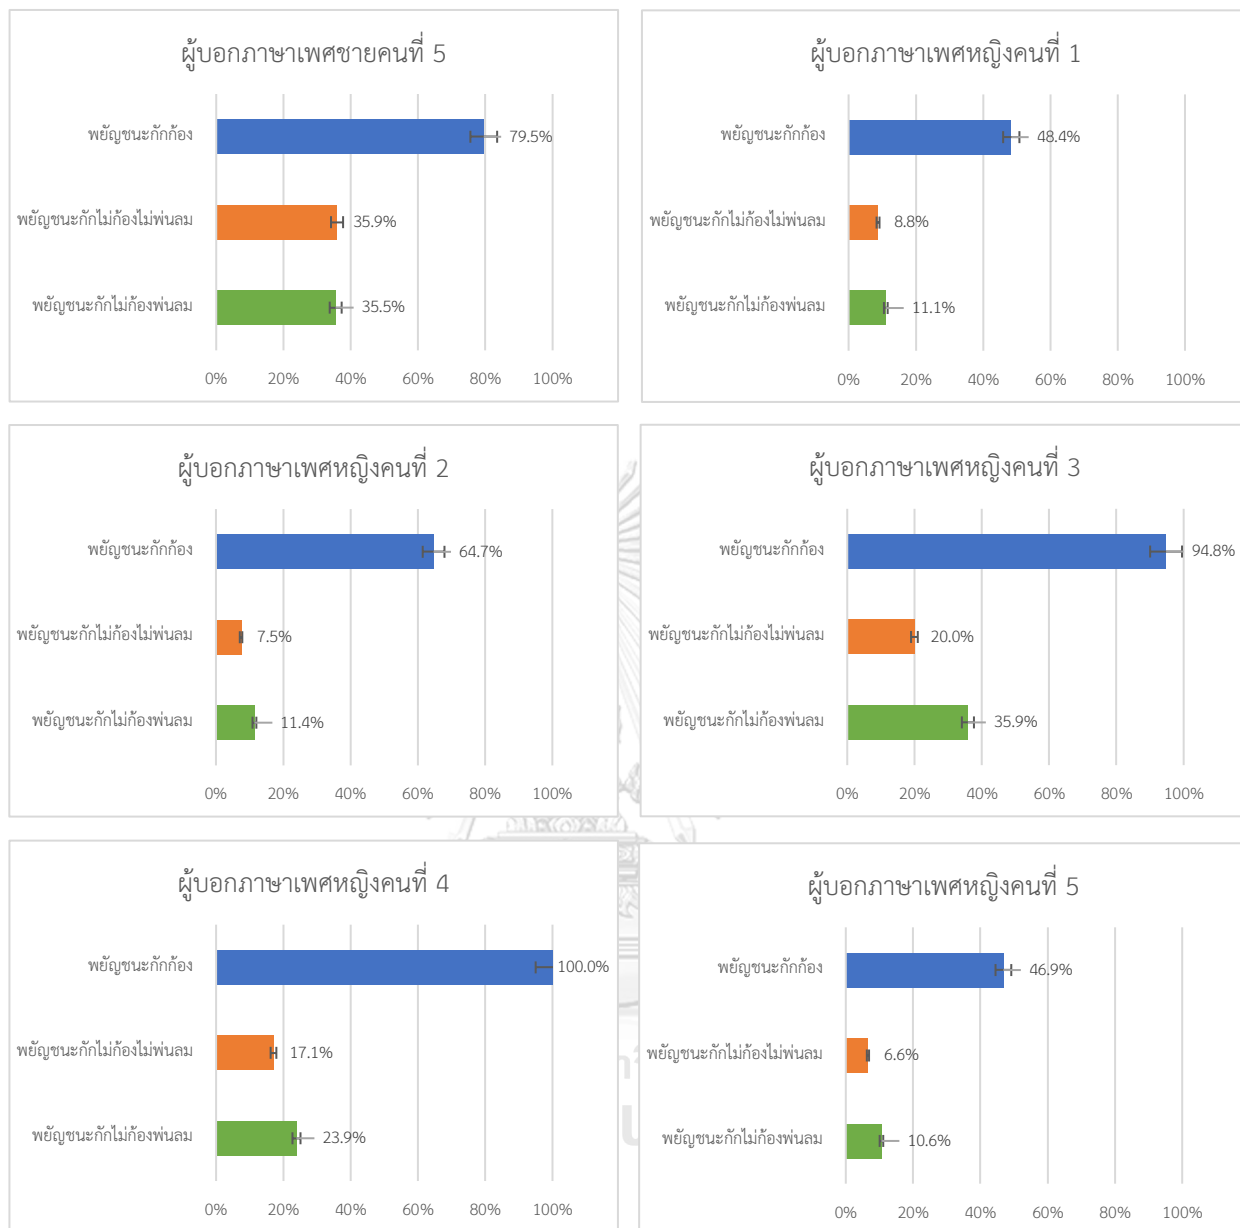 ผู้บอกภาษาเพศชายคนที่ 5
พยัญชนะกักก้อง
79.5%
พยัญชนะกักไม่ก้องไม่พ่นลม
35.9%
พยัญชนะกักไม่ก้องพ่นลม
35.5%
0% 20% 40% 60% 80% 100%
ผู้บอกภาษาเพศหญิงคนที่ 1
พยัญชนะกักก้อง
48.4%
พยัญชนะกักไม่ก้องไม่พ่นลม
8.8%
พยัญชนะกักไม่ก้องพ่นลม
11.1%
0% 20% 40% 60% 80% 100%
ผู้บอกภาษาเพศหญิงคนที่ 2
พยัญชนะกักก้อง
64.7%
พยัญชนะกักไม่ก้องไม่พ่นลม
7.5%
พยัญชนะกักไม่ก้องพ่นลม
11.4%
0% 20% 40% 60% 80% 100%
ผู้บอกภาษาเพศหญิงคนที่ 3
พยัญชนะกักก้อง
94.8%
พยัญชนะกักไม่ก้องไม่พ่นลม
20.0%
พยัญชนะกักไม่ก้องพ่นลม
35.9%
0% 20% 40% 60% 80% 100%
ผู้บอกภาษาเพศหญิงคนที่ 4
พยัญชนะกักก้อง
100.0%
พยัญชนะกักไม่ก้องไม่พ่นลม
17.1%
พยัญชนะกักไม่ก้องพ่นลม
23.9%
0% 20% 40% 60% 80% 100%
ผู้บอกภาษาเพศหญิงคนที่ 5
พยัญชนะกักก้อง
46.9%
พยัญชนะกักไม่ก้องไม่พ่นลม
6.6%
พยัญชนะกักไม่ก้องพ่นลม
10.6%
0% 20% 40% 60% 80% 100%